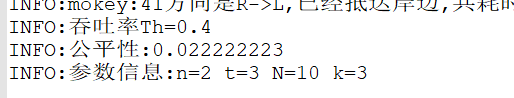 INFO:mokey:41方向是R->L,已经抵达岸边,共耗时
INFO:吞吐率Th=0.4
INFO:公平性:0.022222223
INFO:参数信息:n=2 t=3 N=10 k=3